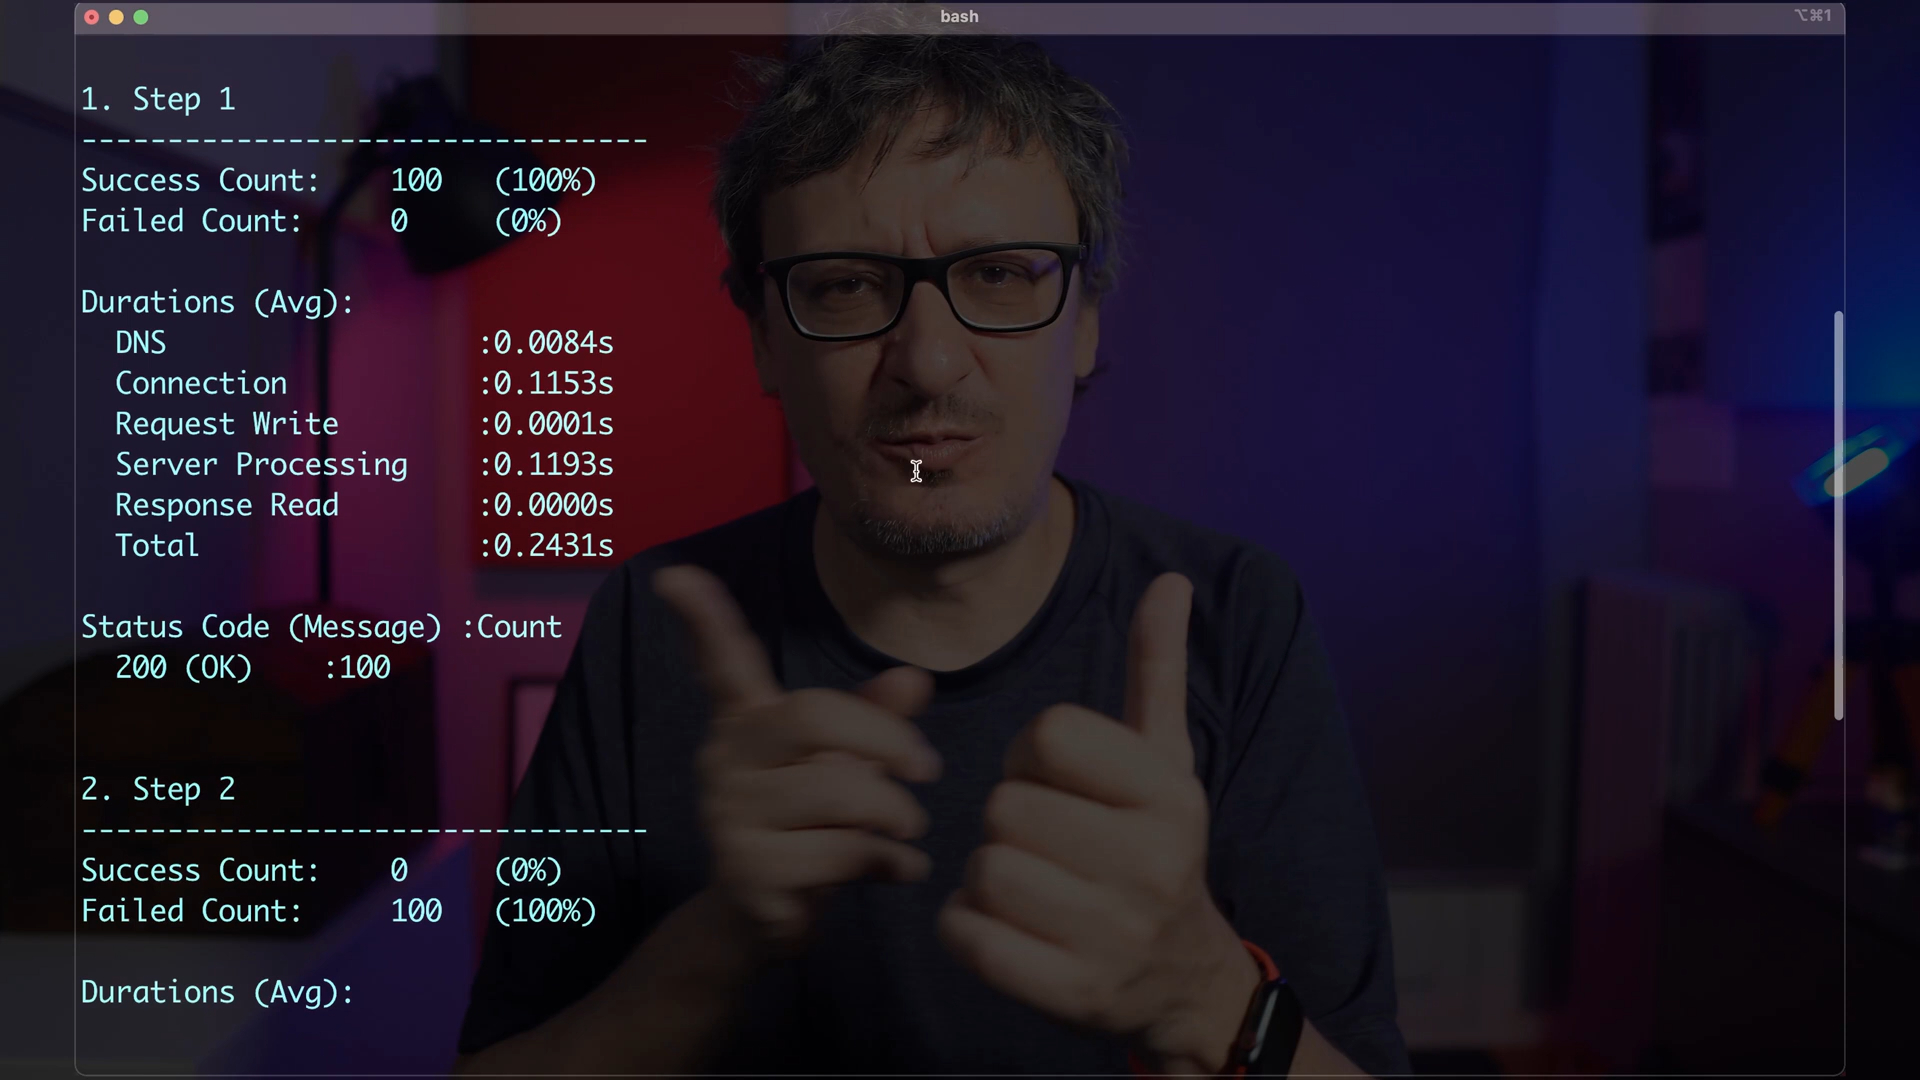 bash
⌥⌘1
1. Step 1
---------------------------------
Success Count:    100   (100%)
Failed Count:     0     (0%)
Durations (Avg):
  DNS                  :0.0084s
  Connection           :0.1153s
  Request Write        :0.0001s
  Server Processing    :0.1193s
  Response Read        :0.0000s
  Total                :0.2431s
Status Code (Message) :Count
  200 (OK)    :100
2. Step 2
---------------------------------
Success Count:    0     (0%)
Failed Count:     100   (100%)
Durations (Avg):